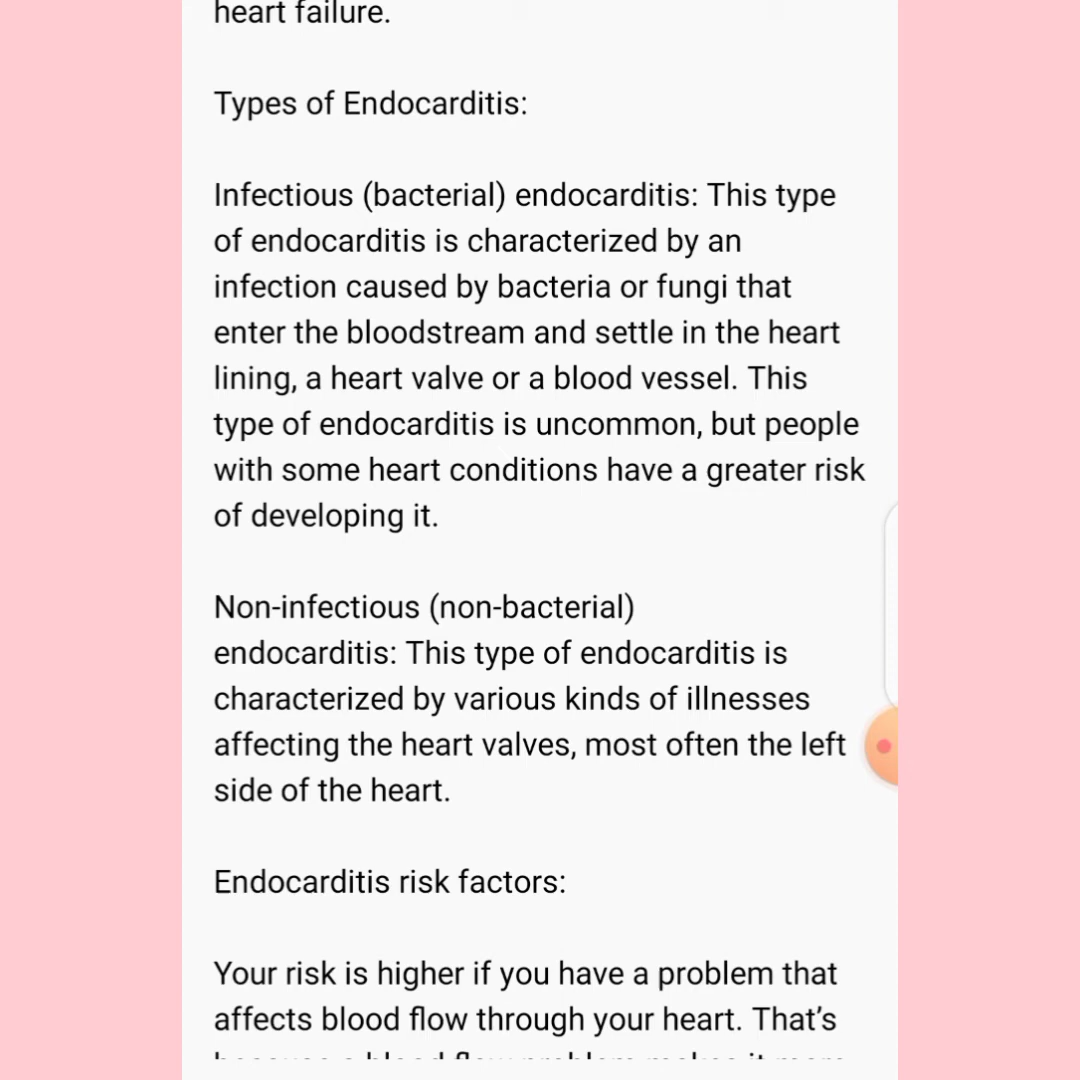 heart failure.
Types of Endocarditis:
Infectious (bacterial) endocarditis: This type
of endocarditis is characterized by an
infection caused by bacteria or fungi that
enter the bloodstream and settle in the heart
lining, a heart valve or a blood vessel. This
type of endocarditis is uncommon, but people
with some heart conditions have a greater risk
of developing it.
Non-infectious (non-bacterial)
endocarditis: This type of endocarditis is
characterized by various kinds of illnesses
affecting the heart valves, most often the left
side of the heart.
Endocarditis risk factors:
Your risk is higher if you have a problem that
affects blood flow through your heart. That’s